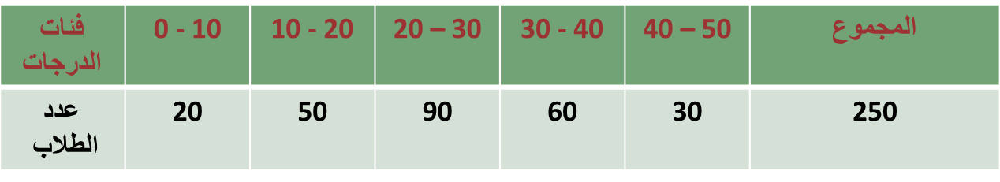 فئات الدرجات 0 - 10 10 - 20 20 – 30 30 - 40 40 – 50 المجموع
عدد الطلاب 20 50 90 60 30 250